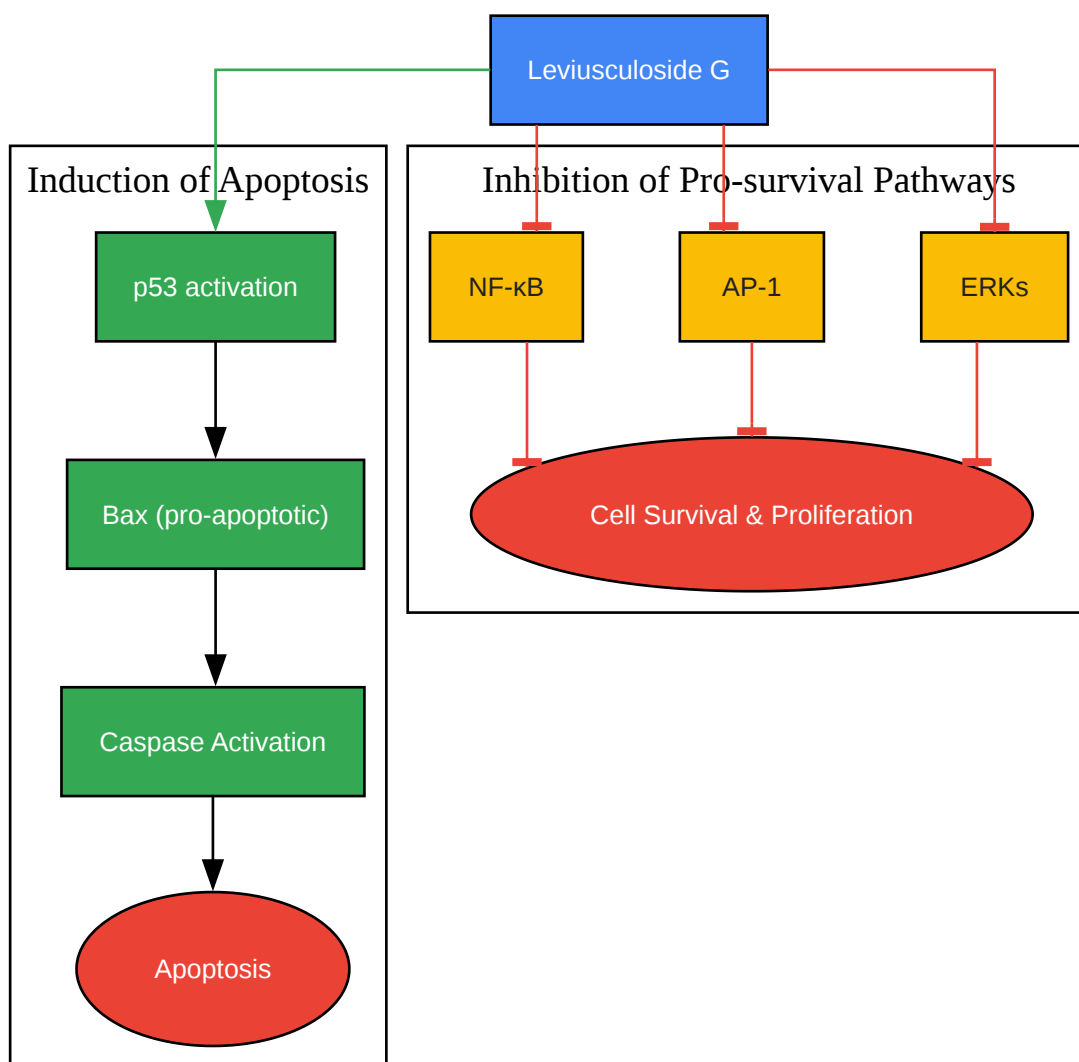 Leviusculoside G
Induction of Apoptosis
Inhibition of Pro-survival Pathways
p53 activation
NF-κB
AP-1
ERKs
Bax (pro-apoptotic)
Cell Survival & Proliferation
Caspase Activation
Apoptosis